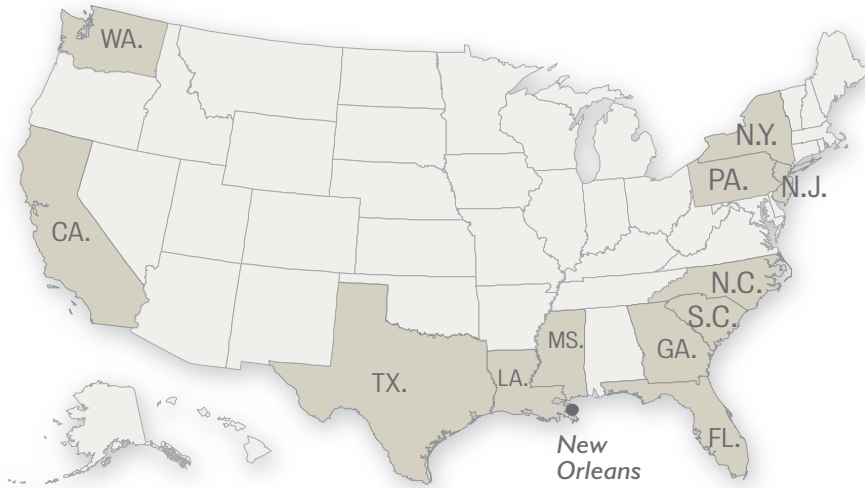 WA.
N.Y.
PA.
N.J.
CA.
N.C.
S.C.
MS.
GA.
TX.
LA.
FL.
New
Orleans